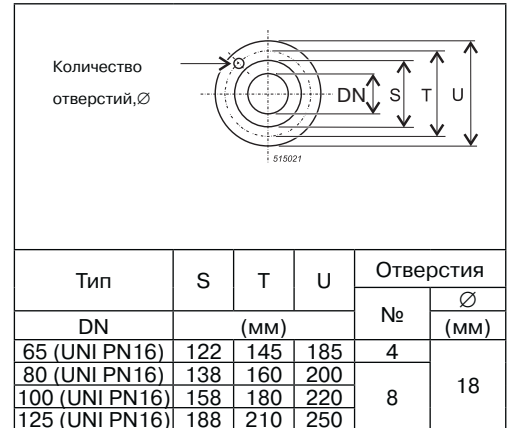 Количество
отверстий,∅
DN S T U
515021
Тип S T U Отверстия
№ ∅
DN (мм) (мм)
65 (UNI PN16) 122 145 185 4
80 (UNI PN16) 138 160 200
100 (UNI PN16) 158 180 220 8 18
125 (UNI PN16) 188 210 250